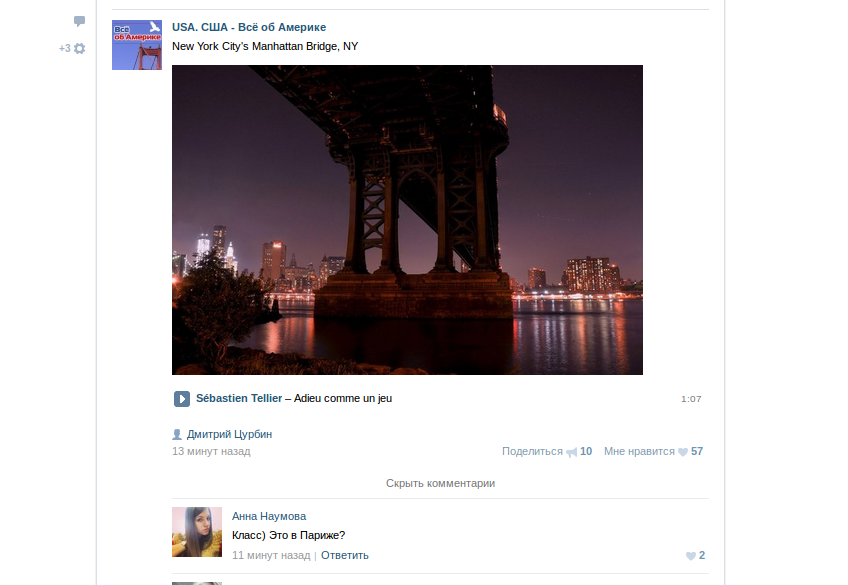 +3
Всё
об Америке
USA. США - Всё об Америке
New York City's Manhattan Bridge, NY
Sébastien Tellier – Adieu comme un jeu
1:07
Дмитрий Цурбин
13 минут назад
Поделиться 10 Мне нравится 57
Скрыть комментарии
Анна Наумова
Класс) Это в Париже?
11 минут назад | Ответить
2